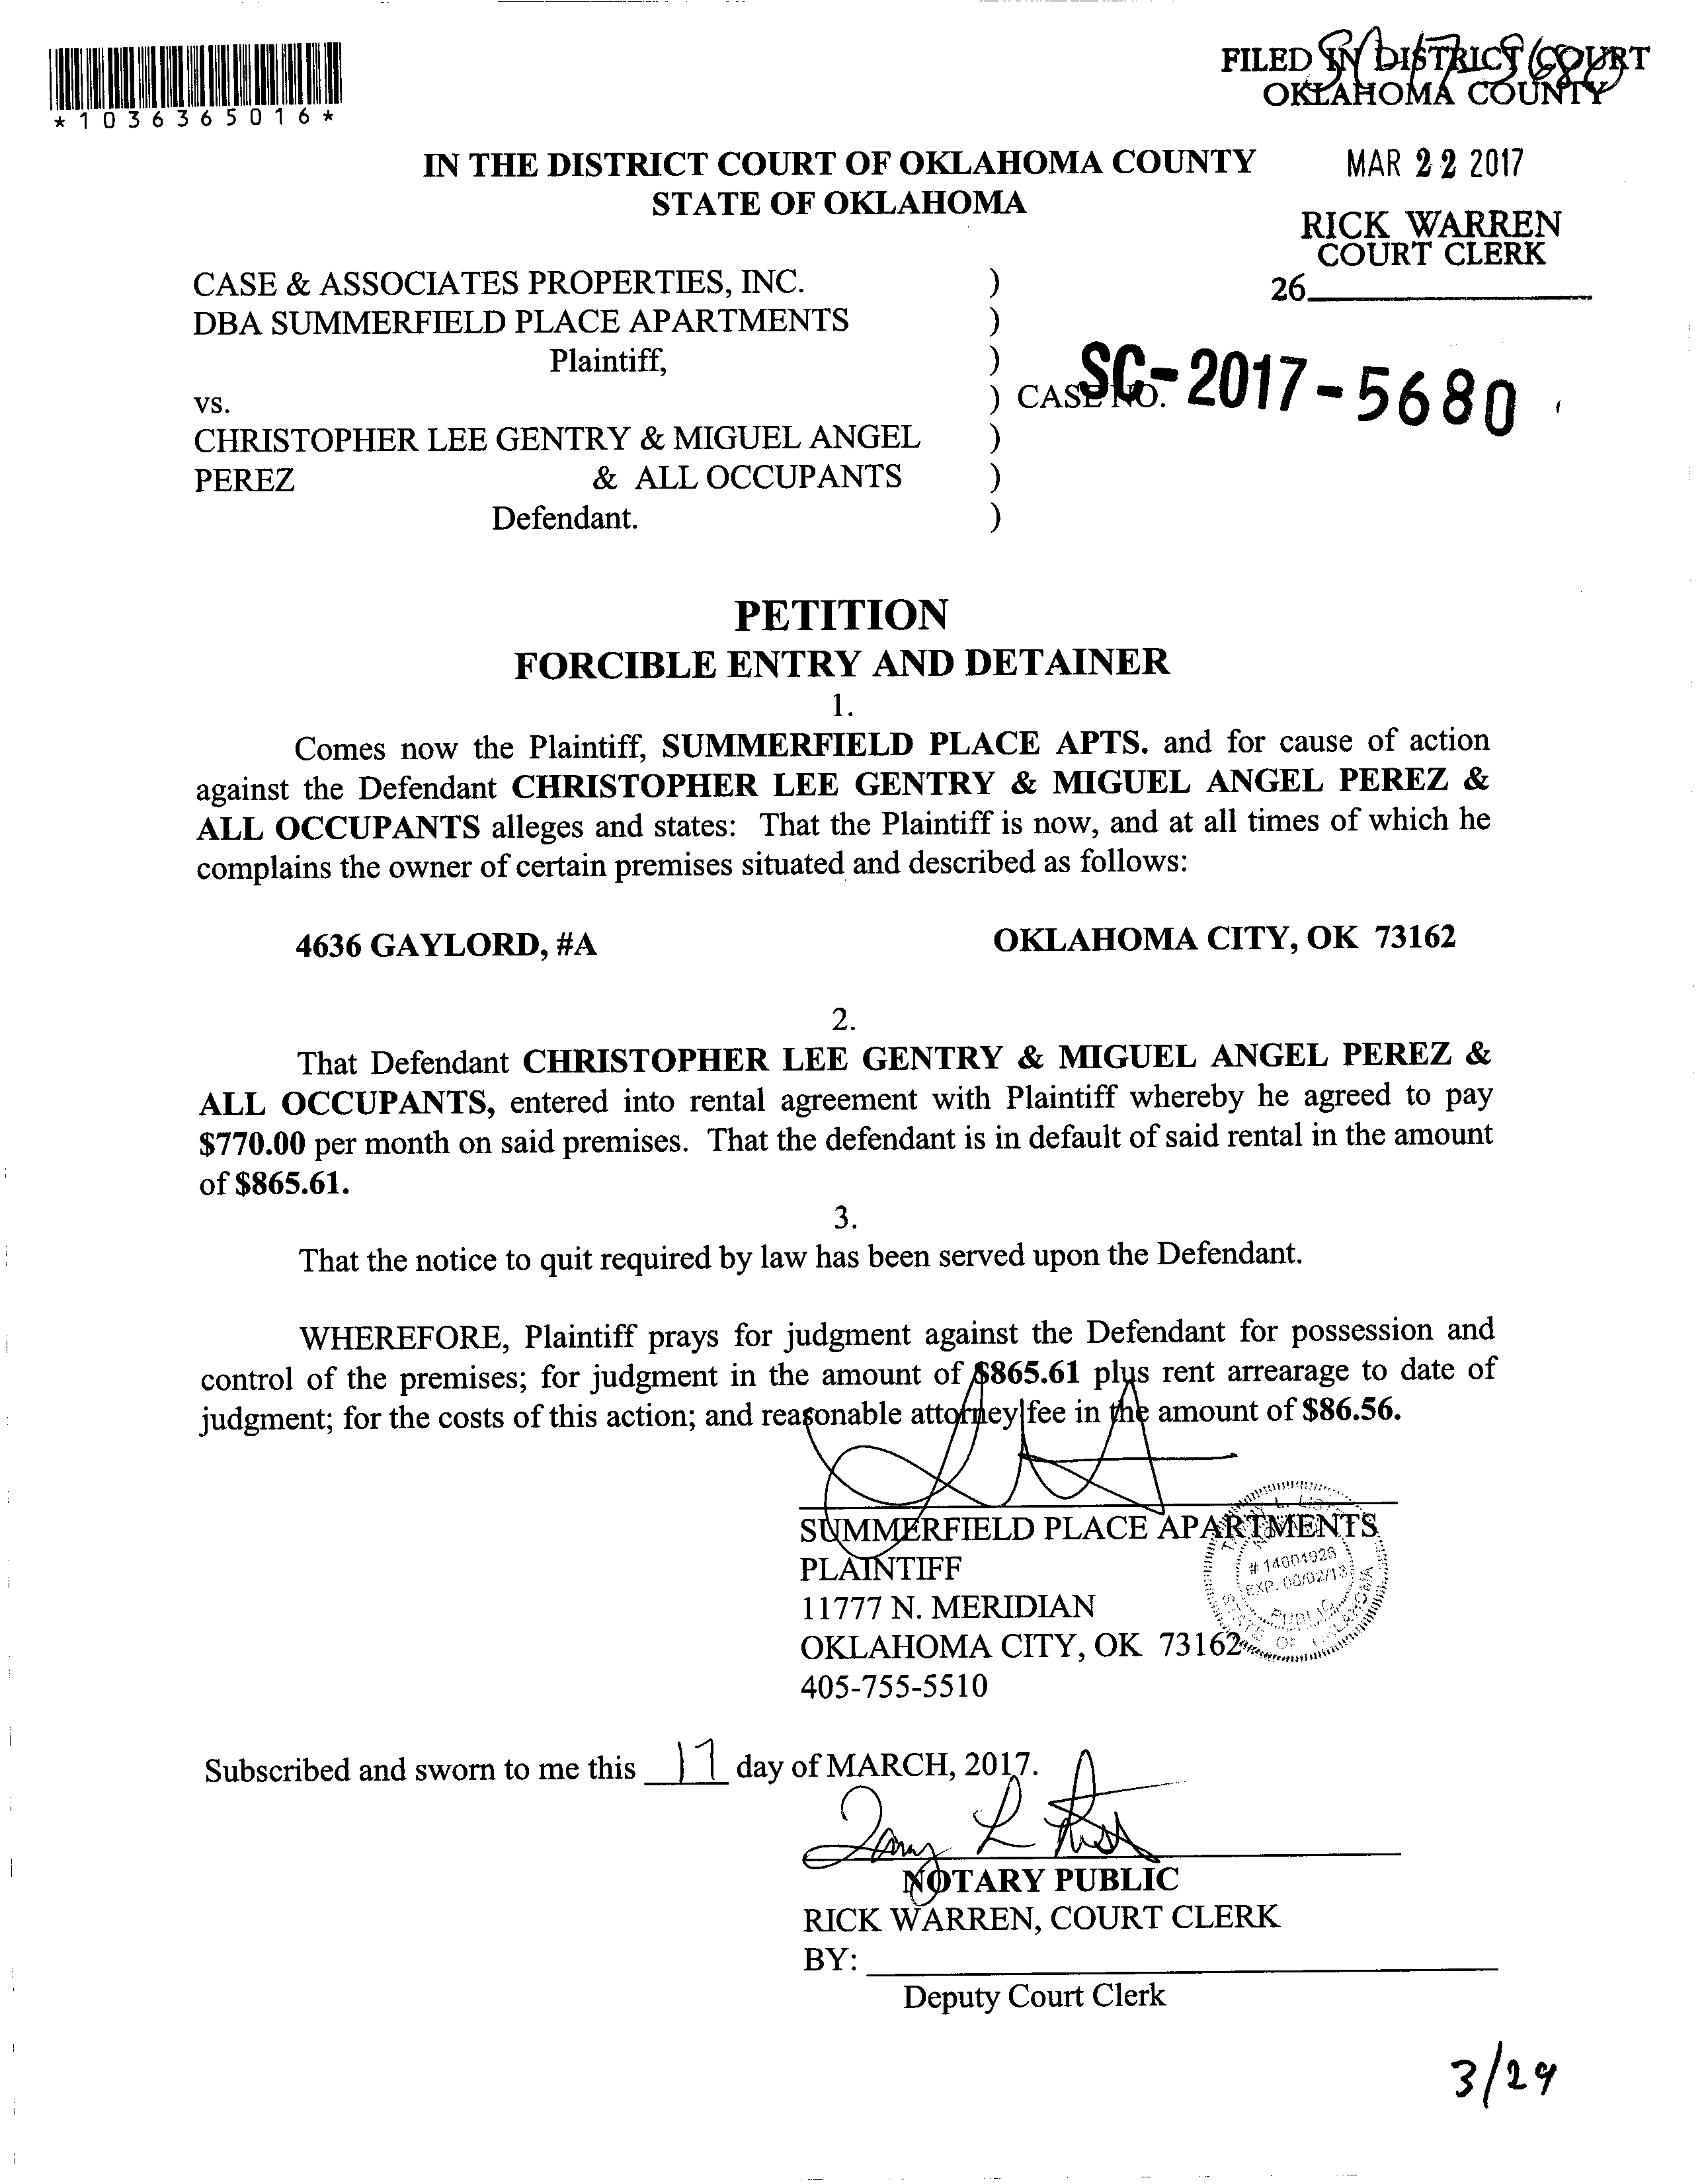 *1036365016*
SC 17-5680
FILED IN DISTRICT COURT
OKLAHOMA COUNTY
MAR 22 2017
RICK WARREN
COURT CLERK
26
IN THE DISTRICT COURT OF OKLAHOMA COUNTY
STATE OF OKLAHOMA
CASE & ASSOCIATES PROPERTIES, INC. )
DBA SUMMERFIELD PLACE APARTMENTS )
Plaintiff, )
vs. ) CASE NO. SC-2017-5680
CHRISTOPHER LEE GENTRY & MIGUEL ANGEL )
PEREZ & ALL OCCUPANTS )
Defendant. )
PETITION
FORCIBLE ENTRY AND DETAINER
1.
Comes now the Plaintiff, SUMMERFIELD PLACE APTS. and for cause of action
against the Defendant CHRISTOPHER LEE GENTRY & MIGUEL ANGEL PEREZ &
ALL OCCUPANTS alleges and states: That the Plaintiff is now, and at all times of which he
complains the owner of certain premises situated and described as follows:
4636 GAYLORD, #A OKLAHOMA CITY, OK 73162
2.
That Defendant CHRISTOPHER LEE GENTRY & MIGUEL ANGEL PEREZ &
ALL OCCUPANTS, entered into rental agreement with Plaintiff whereby he agreed to pay
$770.00 per month on said premises. That the defendant is in default of said rental in the amount
of $865.61.
3.
That the notice to quit required by law has been served upon the Defendant.
WHEREFORE, Plaintiff prays for judgment against the Defendant for possession and
control of the premises; for judgment in the amount of $865.61 plus rent arrearage to date of
judgment; for the costs of this action; and reasonable attorney fee in the amount of $86.56.
SUMMERFIELD PLACE APARTMENTS
PLAINTIFF
11777 N. MERIDIAN
OKLAHOMA CITY, OK 73162
405-755-5510
# 14004926
PUBLIC
STATE OF OKLAHOMA
Subscribed and sworn to me this 17 day of MARCH, 2017.
NOTARY PUBLIC
RICK WARREN, COURT CLERK
BY:
Deputy Court Clerk
3/29